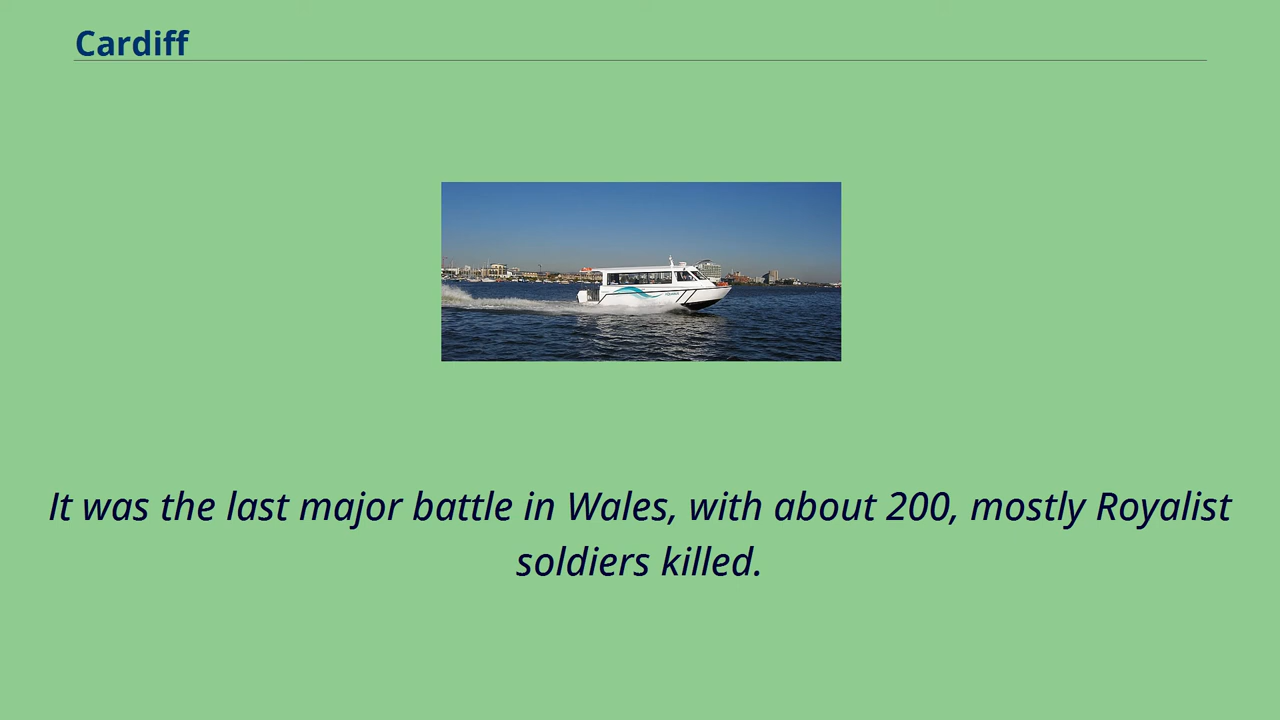 Cardiff
It was the last major battle in Wales, with about 200, mostly Royalist
soldiers killed.